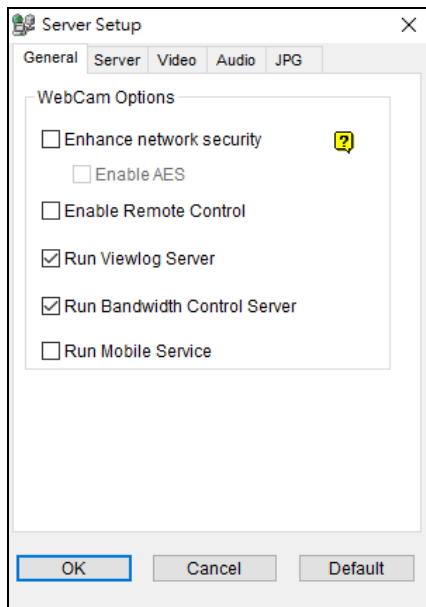 Server Setup
General Server Video Audio JPG
WebCam Options
Enhance network security
Enable AES
Enable Remote Control
Run Viewlog Server
Run Bandwidth Control Server
Run Mobile Service
OK Cancel Default